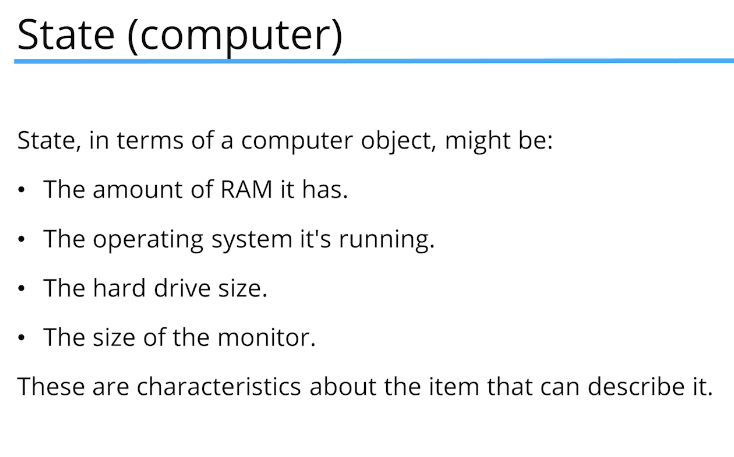 State (computer)
State, in terms of a computer object, might be:
• The amount of RAM it has.
• The operating system it's running.
• The hard drive size.
• The size of the monitor.
These are characteristics about the item that can describe it.